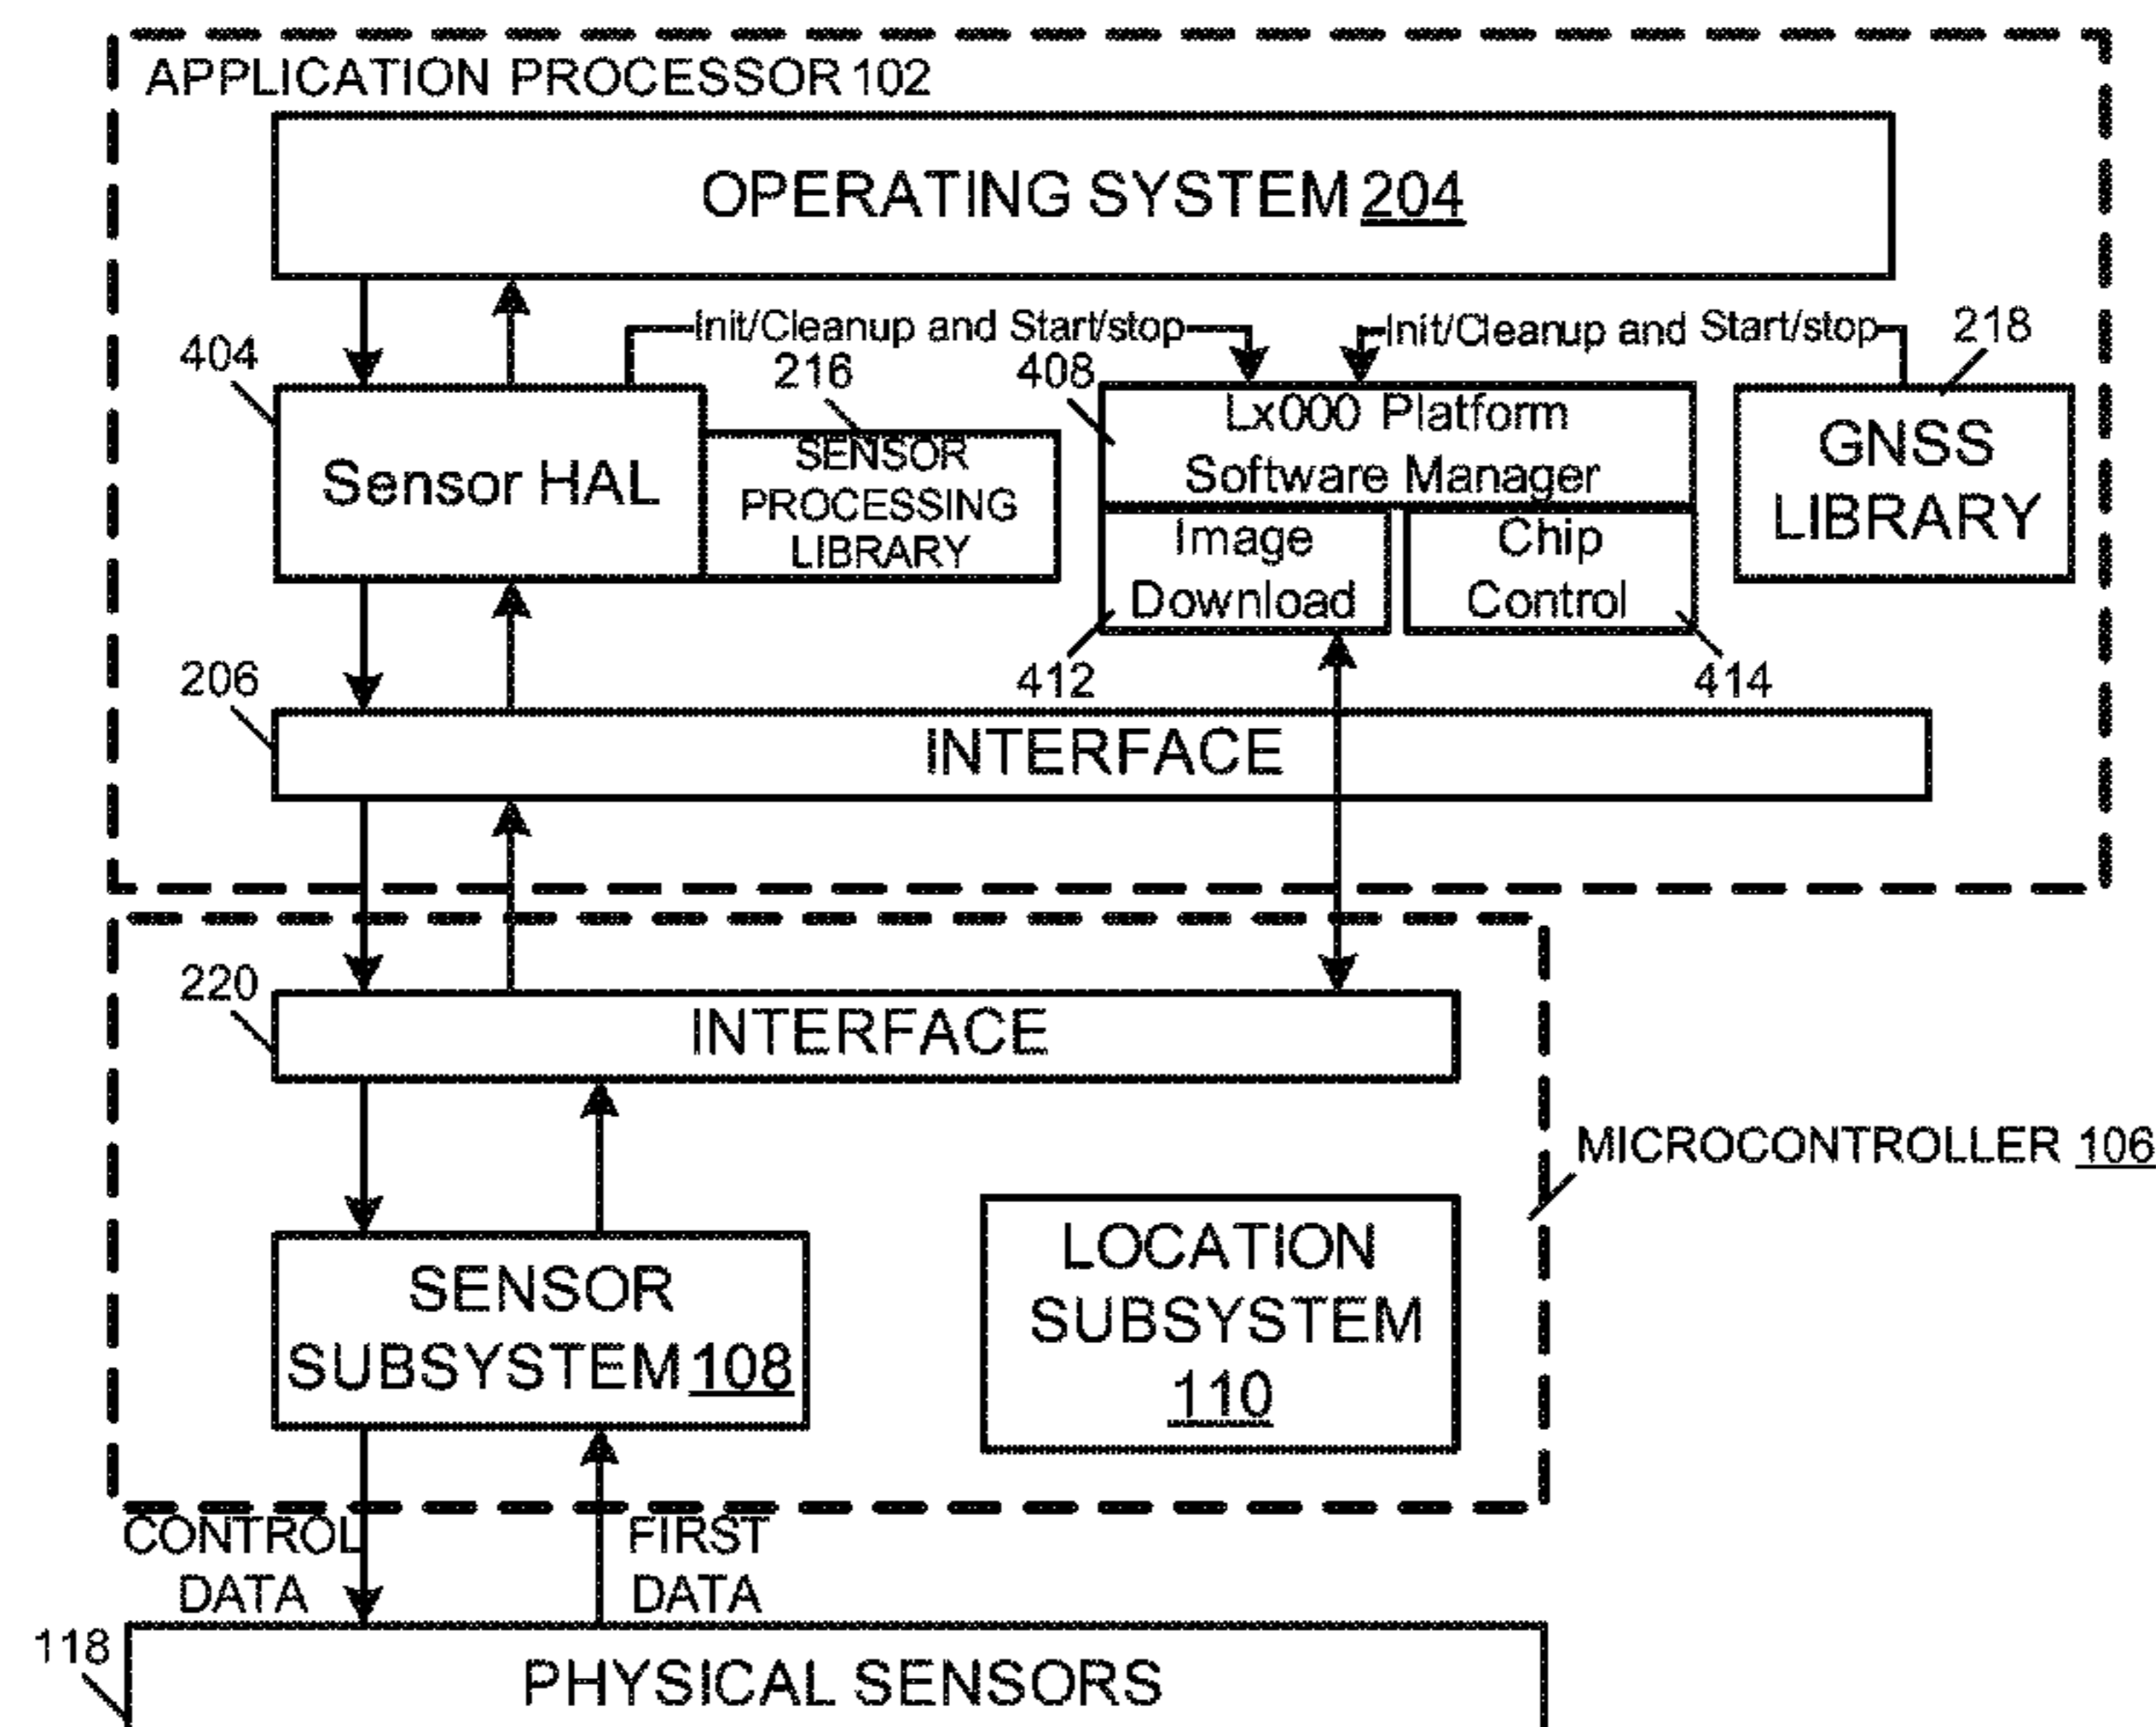 APPLICATION PROCESSOR 102
OPERATING SYSTEM 204
Init/Cleanup and Start/stop
Init/Cleanup and Start/stop
218
404
216
408
Sensor HAL
SENSOR
PROCESSING
LIBRARY
Lx000 Platform
Software Manager
Image
Download
Chip
Control
GNSS
LIBRARY
206
412
414
INTERFACE
220
INTERFACE
MICROCONTROLLER 106
SENSOR
SUBSYSTEM 108
LOCATION
SUBSYSTEM
110
CONTROL
DATA
FIRST
DATA
118
PHYSICAL SENSORS